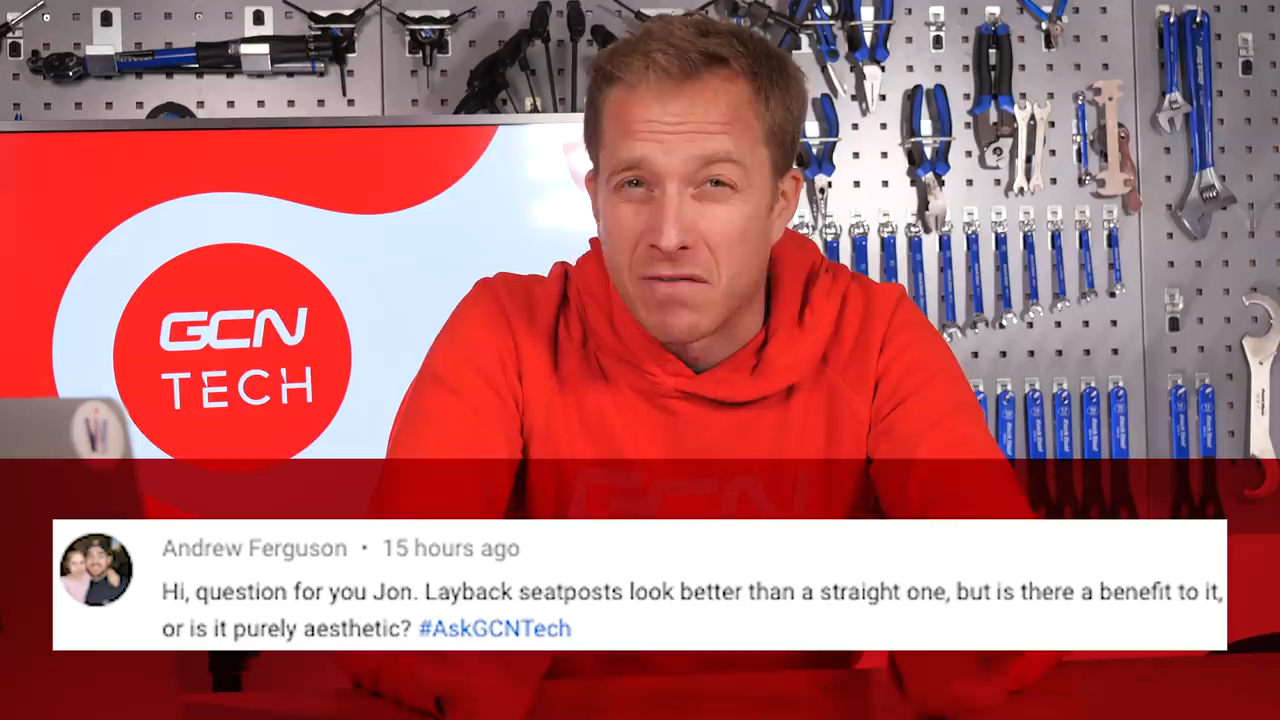 GCN
TECH
GCN
Andrew Ferguson • 15 hours ago
Hi, question for you Jon. Layback seatposts look better than a straight one, but is there a benefit to it,
or is it purely aesthetic? #AskGCNTech